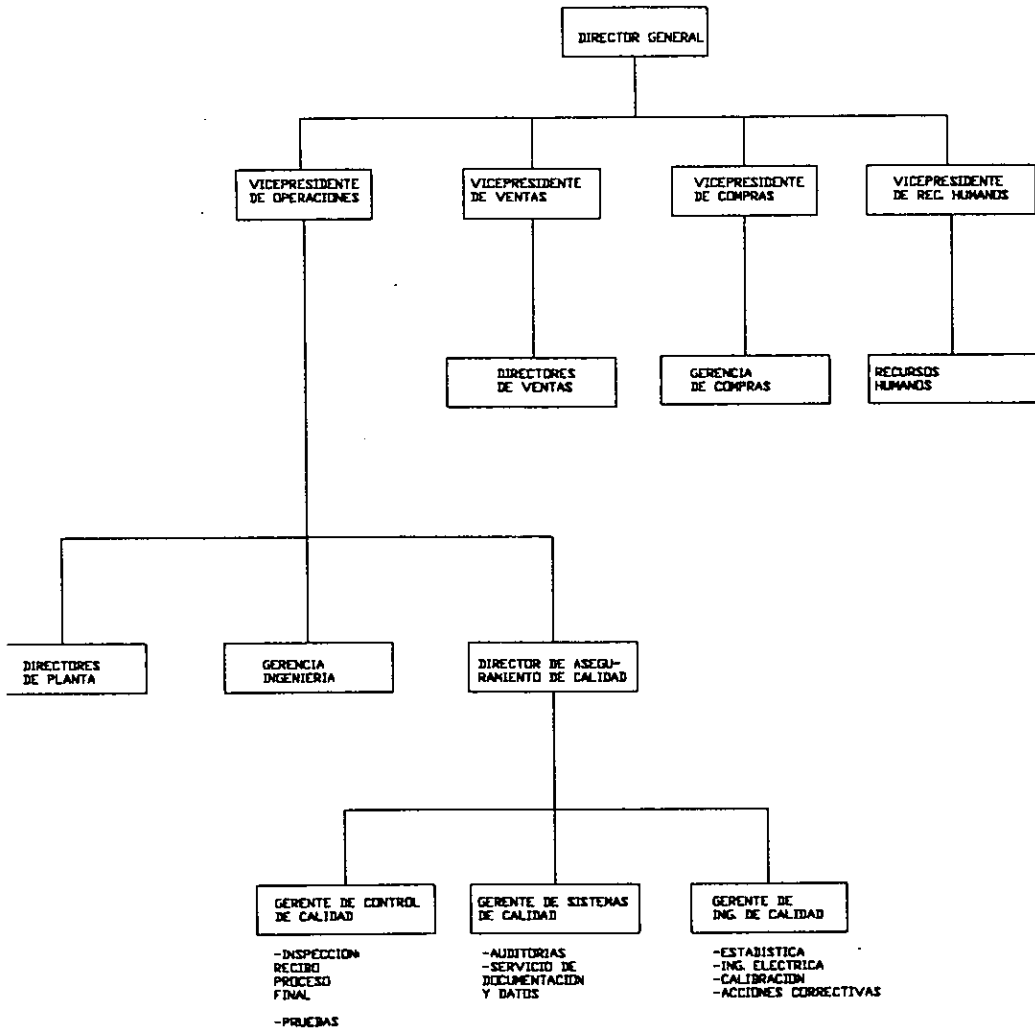 DIRECTOR GENERAL
VICEPRESIDENTE
DE OPERACIONES
VICEPRESIDENTE
DE VENTAS
VICEPRESIDENTE
DE COMPRAS
VICEPRESIDENTE
DE REC. HUMANOS
DIRECTORES
DE VENTAS
GERENCIA
DE COMPRAS
RECURSOS
HUMANOS
DIRECTORES
DE PLANTA
GERENCIA
INGENIERIA
DIRECTOR DE ASEGU-
RAMIENTO DE CALIDAD
GERENTE DE CONTROL
DE CALIDAD
GERENTE DE SISTEMAS
DE CALIDAD
GERENTE DE
ING. DE CALIDAD
-INSPECCION:
RECIBO
PROCESO
FINAL
-PRUEBAS
-AUDITORIAS
-SERVICIO DE
DOCUMENTACION
Y DATOS
-ESTADISTICA
-ING. ELECTRICA
-CALIBRACION
-ACCIONES CORRECTIVAS